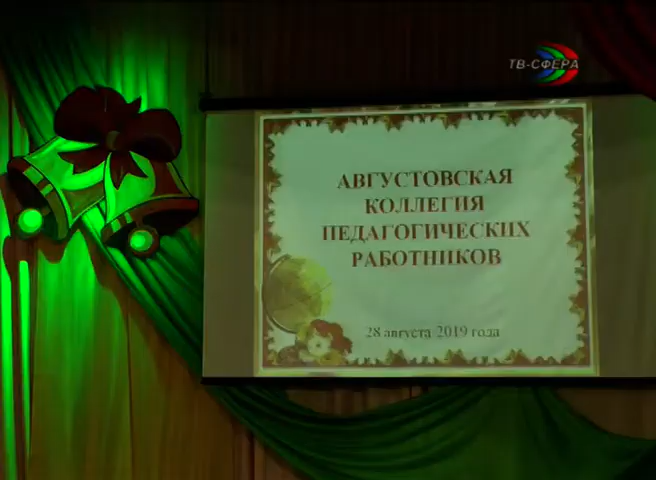 ТВ-СФЕРА
АВГУСТОВСКАЯ
КОЛЛЕГИЯ
ПЕДАГОГИЧЕСКИХ
РАБОТНИКОВ
28 августа 2019 года